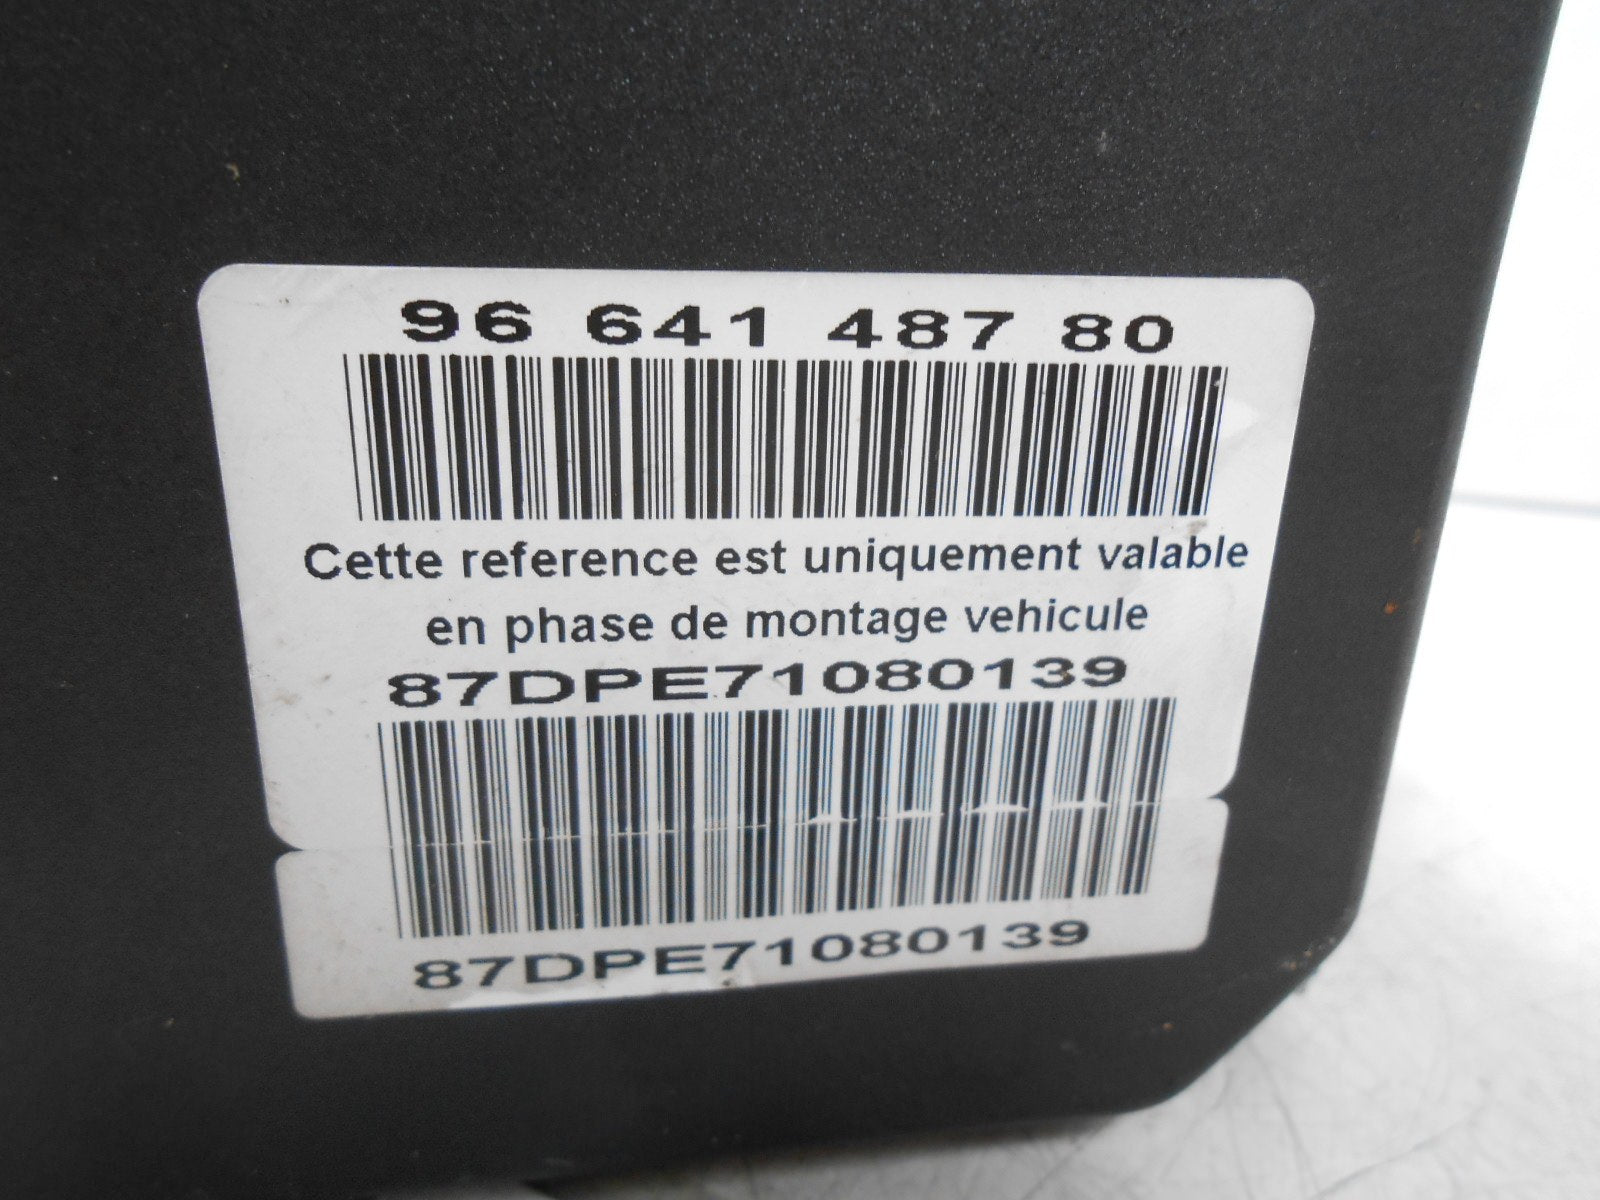 96 641 487 80
Cette reference est uniquement valable
en phase de montage vehicule
87DPE71080139
87DPE71080139